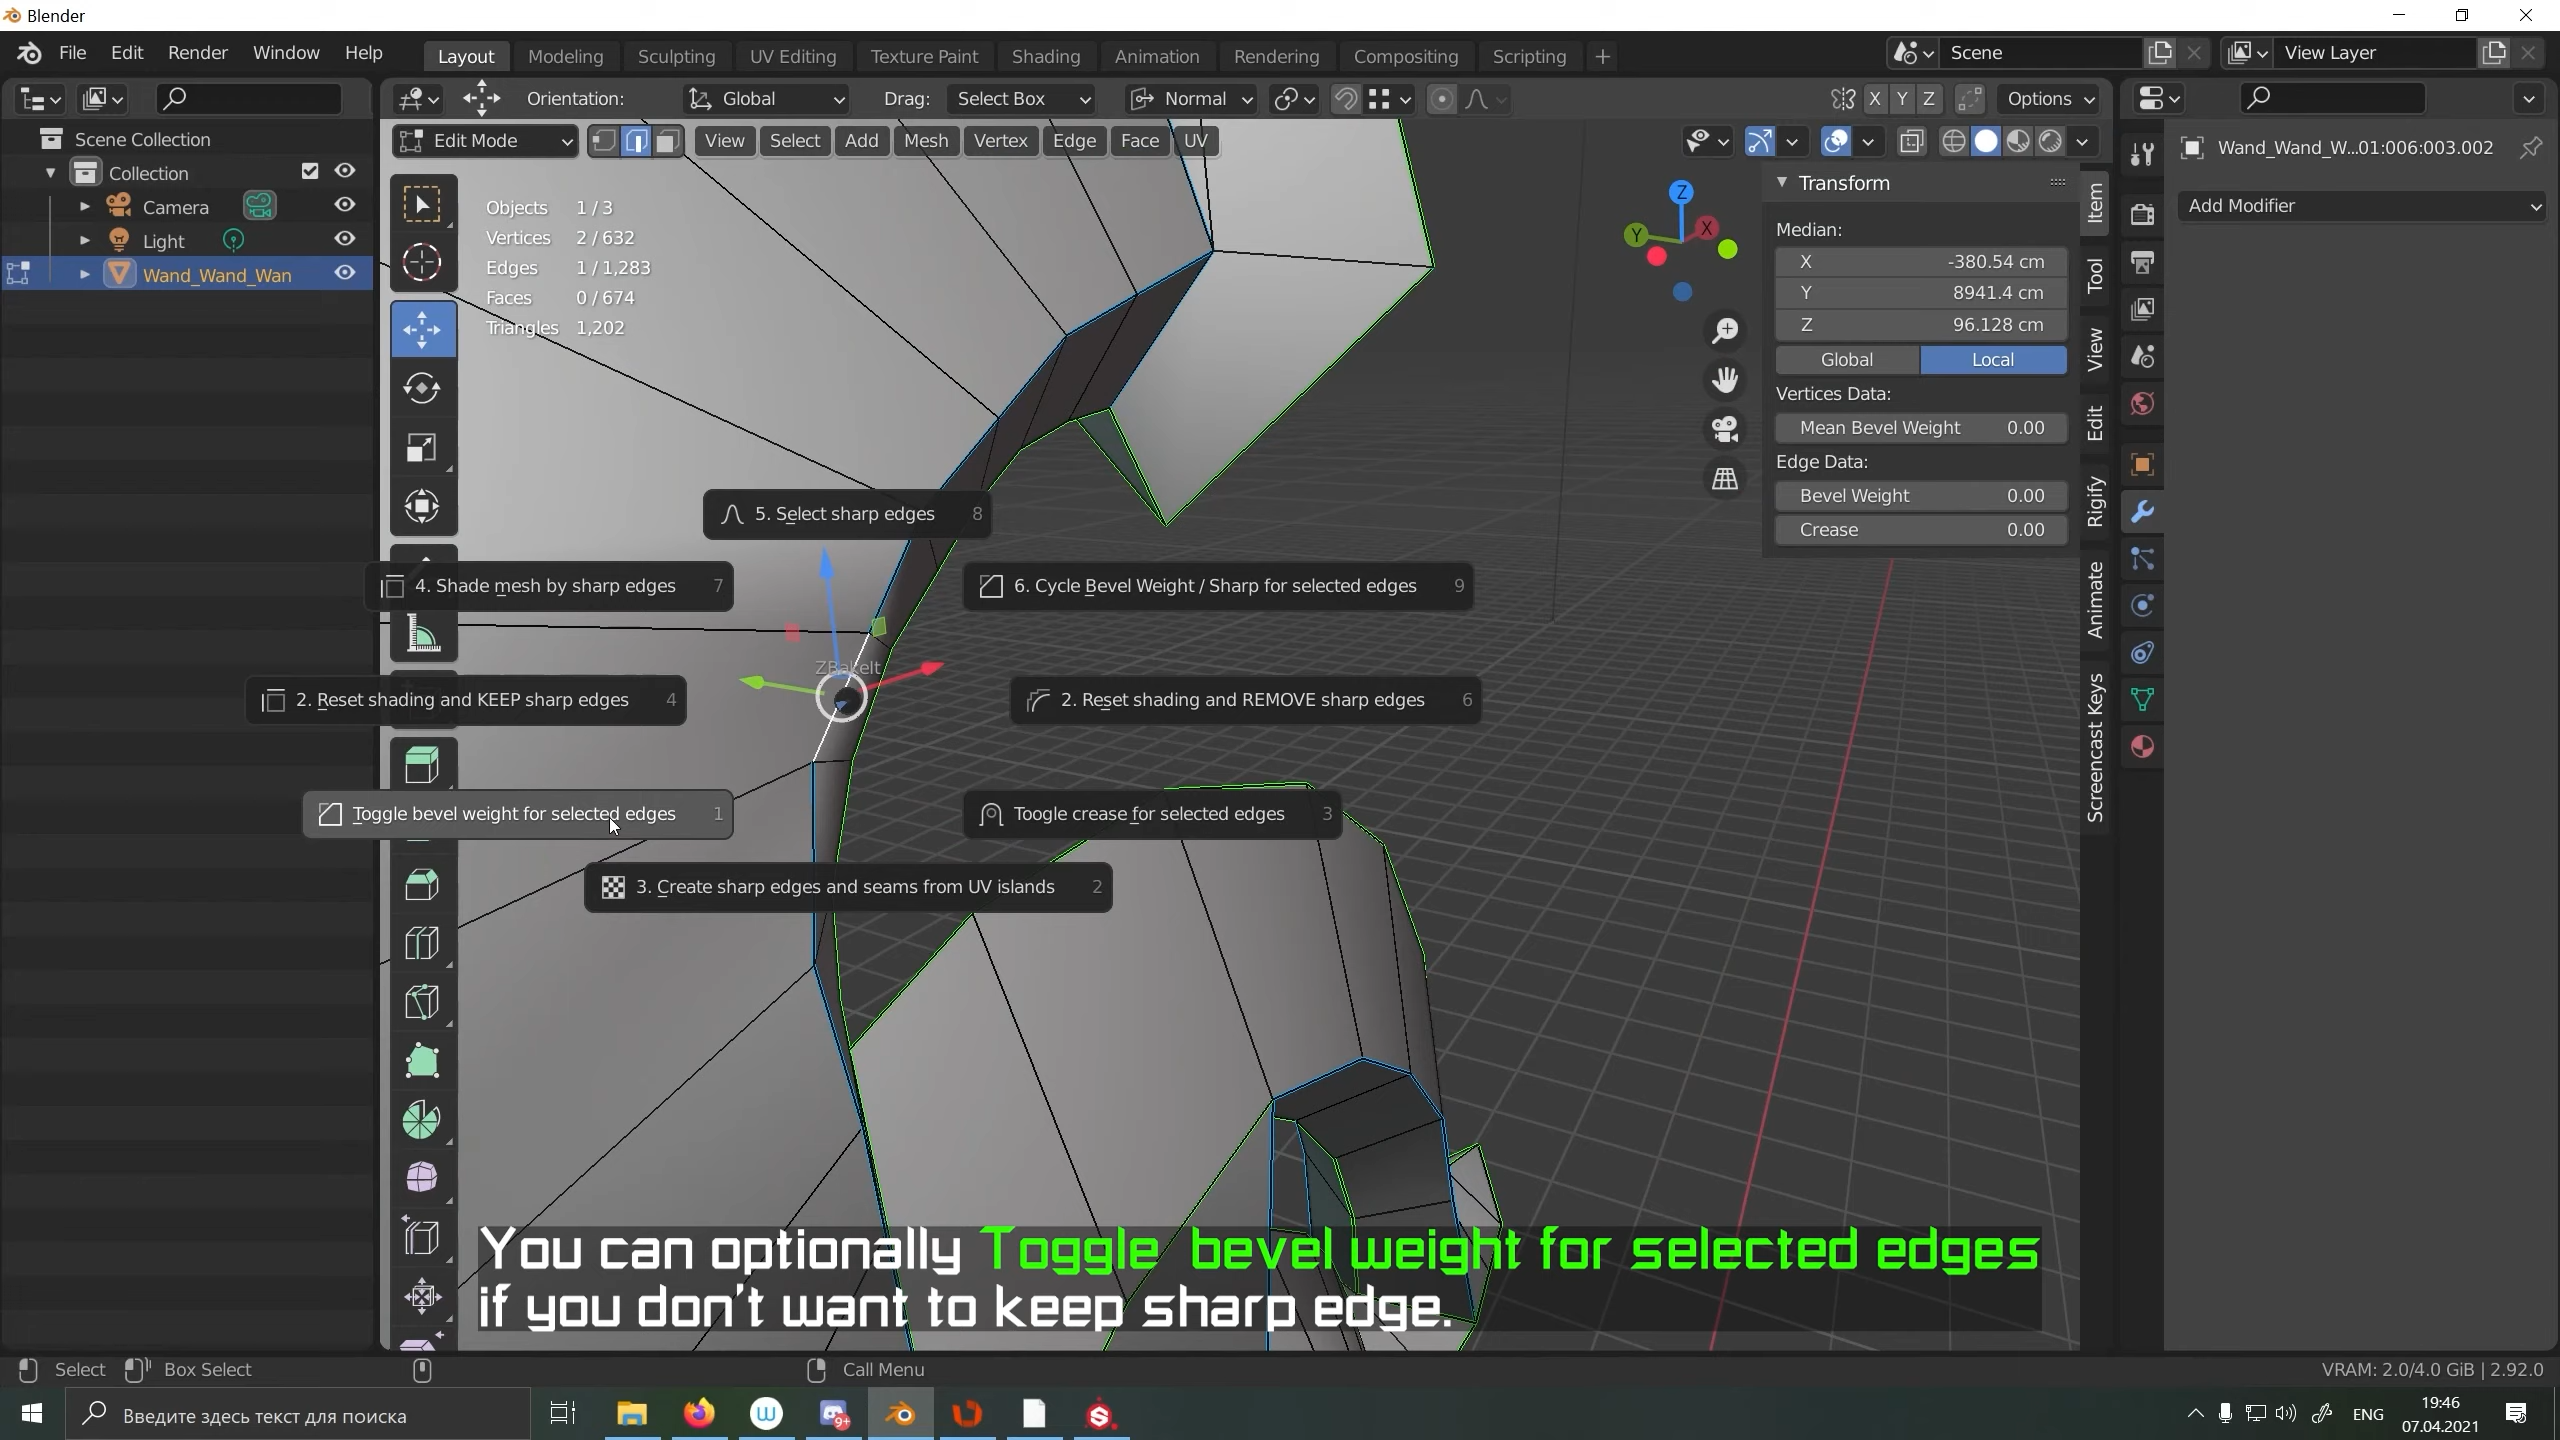 Blender
File Edit Render Window Help
Layout Modeling Sculpting UV Editing Texture Paint Shading Animation Rendering Compositing Scripting +
Scene
View Layer
Orientation: Global Drag: Select Box Normal X Y Z Options
Edit Mode View Select Add Mesh Vertex Edge Face UV
Scene Collection
Collection
Camera
Light
Wand_Wand_Wan
Objects 1 / 3
Vertices 2 / 632
Edges 1 / 1,283
Faces 0 / 674
Triangles 1,202
Z
Y
X
Transform
Median:
X -380.54 cm
Y 8941.4 cm
Z 96.128 cm
Global Local
Vertices Data:
Mean Bevel Weight 0.00
Edge Data:
Bevel Weight 0.00
Crease 0.00
Item
Tool
View
Edit
Rigify
Animate
Screencast Keys
Wand_Wand_W...01:006:003.002
Add Modifier
5. Select sharp edges 8
4. Shade mesh by sharp edges 7
6. Cycle Bevel Weight / Sharp for selected edges 9
ZBakeIt
2. Reset shading and KEEP sharp edges 4
2. Reset shading and REMOVE sharp edges 6
Toggle bevel weight for selected edges 1
Toogle crease for selected edges 3
3. Create sharp edges and seams from UV islands 2
You can optionally Toggle bevel weight for selected edges
if you don't want to keep sharp edge.
Select Box Select Call Menu
VRAM: 2.0/4.0 GiB | 2.92.0
Введите здесь текст для поиска
9+
ENG
19:46
07.04.2021